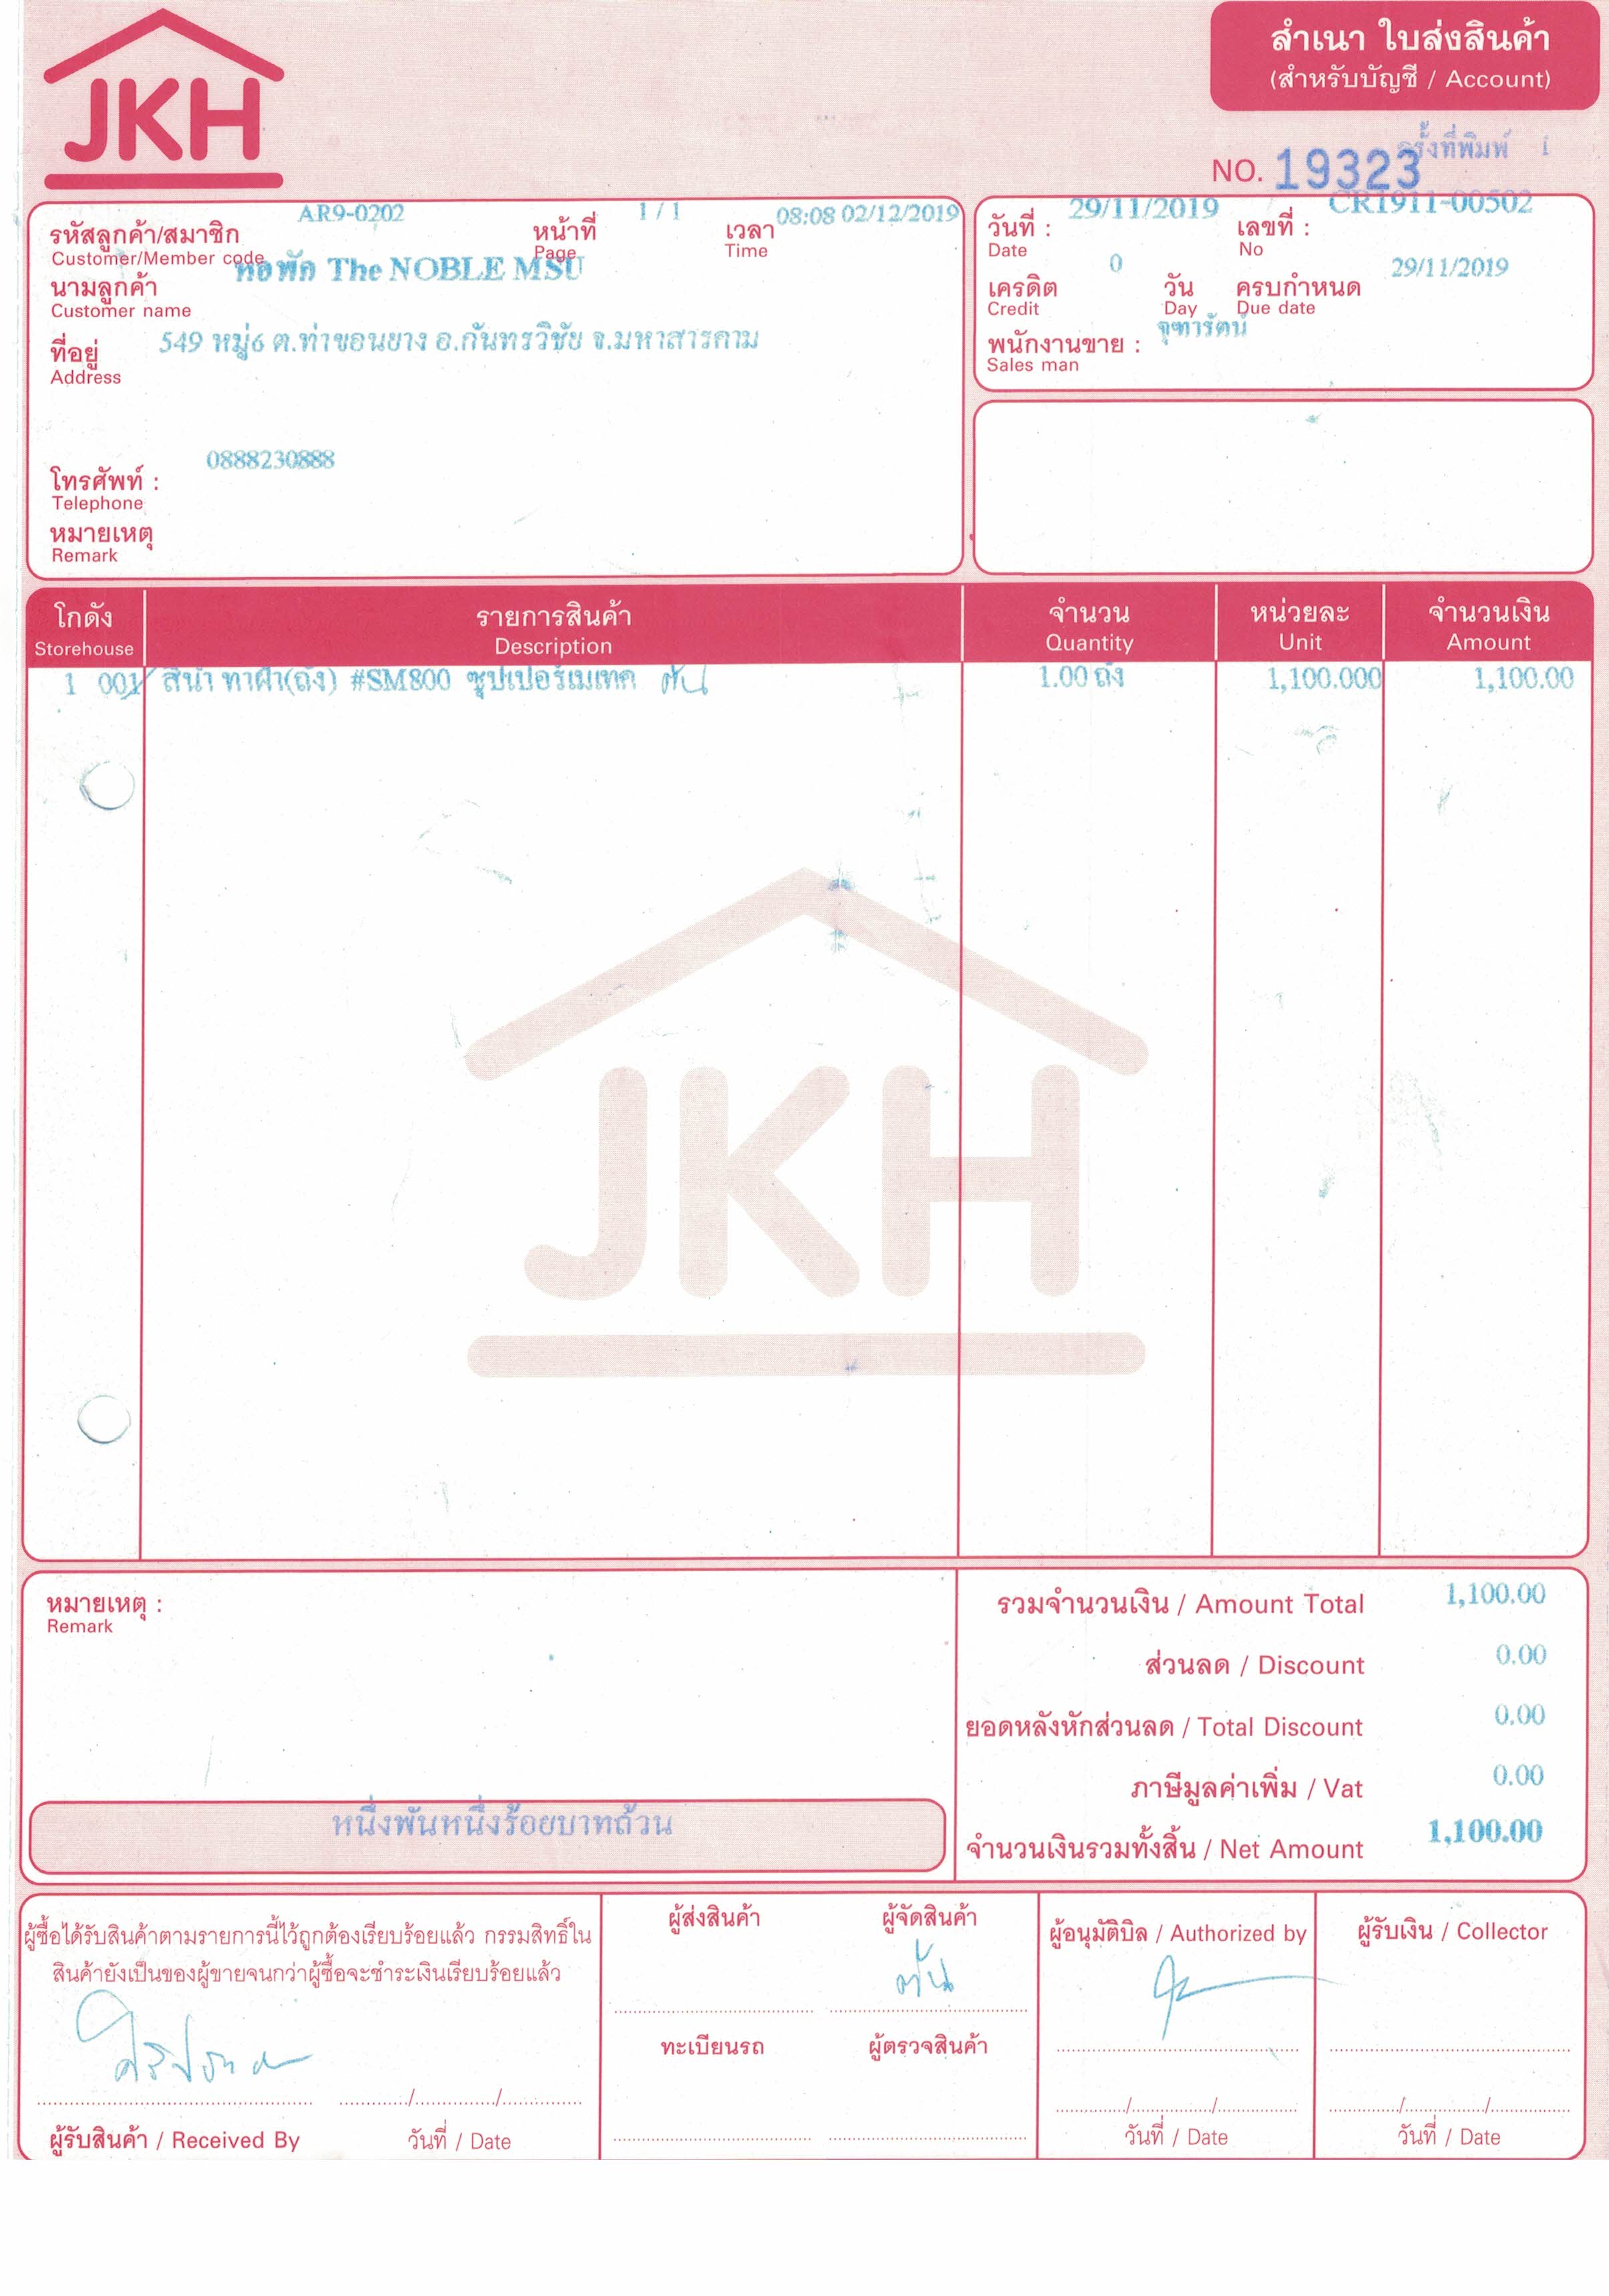 JKH
สำเนา ใบส่งสินค้า
(สำหรับบัญชี / Account)
ครั้งที่พิมพ์ 1
NO. 19323
รหัสลูกค้า/สมาชิก AR9-0202 หน้าที่ 1 / 1 เวลา 08:08 02/12/2019
Customer/Member code Page Time
นามลูกค้า หอพัก The NOBLE MSU
Customer name
ที่อยู่ 549 หมู่6 ต.ท่าขอนยาง อ.กันทรวิชัย จ.มหาสารคาม
Address
โทรศัพท์ : 0888230888
Telephone
หมายเหตุ
Remark
วันที่ : 29/11/2019 เลขที่ : CR1911-00502
Date No
เครดิต 0 วัน ครบกำหนด 29/11/2019
Credit Day Due date
พนักงานขาย : จุฑารัตน์
Sales man
โกดัง รายการสินค้า จำนวน หน่วยละ จำนวนเงิน
Storehouse Description Quantity Unit Amount
1 001 สีน้ำ ทาฝ้า(ถัง) #SM800 ซุปเปอร์เมเทค ตั้น 1.00 ถัง 1,100.000 1,100.00
JKH
หมายเหตุ :
Remark
รวมจำนวนเงิน / Amount Total 1,100.00
ส่วนลด / Discount 0.00
ยอดหลังหักส่วนลด / Total Discount 0.00
ภาษีมูลค่าเพิ่ม / Vat 0.00
หนึ่งพันหนึ่งร้อยบาทถ้วน
จำนวนเงินรวมทั้งสิ้น / Net Amount 1,100.00
ผู้ซื้อได้รับสินค้าตามรายการนี้ไว้ถูกต้องเรียบร้อยแล้ว กรรมสิทธิ์ใน
สินค้ายังเป็นของผู้ขายจนกว่าผู้ซื้อจะชำระเงินเรียบร้อยแล้ว
ผู้รับสินค้า / Received By วันที่ / Date
ผู้ส่งสินค้า ผู้จัดสินค้า
ตั้น
ทะเบียนรถ ผู้ตรวจสินค้า
ผู้อนุมัติบิล / Authorized by
วันที่ / Date
ผู้รับเงิน / Collector
วันที่ / Date